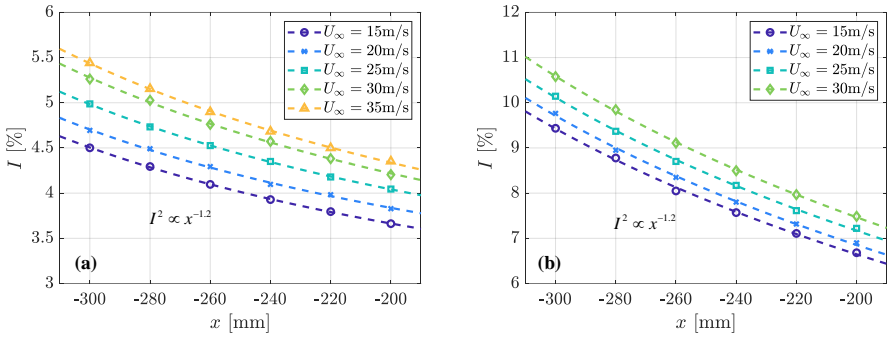 6
5.5
5
4.5
4
3.5
3
I [%]
-300 -280 -260 -240 -220 -200
x [mm]
U∞ = 15m/s
U∞ = 20m/s
U∞ = 25m/s
U∞ = 30m/s
U∞ = 35m/s
I² ∝ x⁻¹·²
(a)
12
11
10
9
8
7
6
I [%]
-300 -280 -260 -240 -220 -200
x [mm]
U∞ = 15m/s
U∞ = 20m/s
U∞ = 25m/s
U∞ = 30m/s
I² ∝ x⁻¹·²
(b)